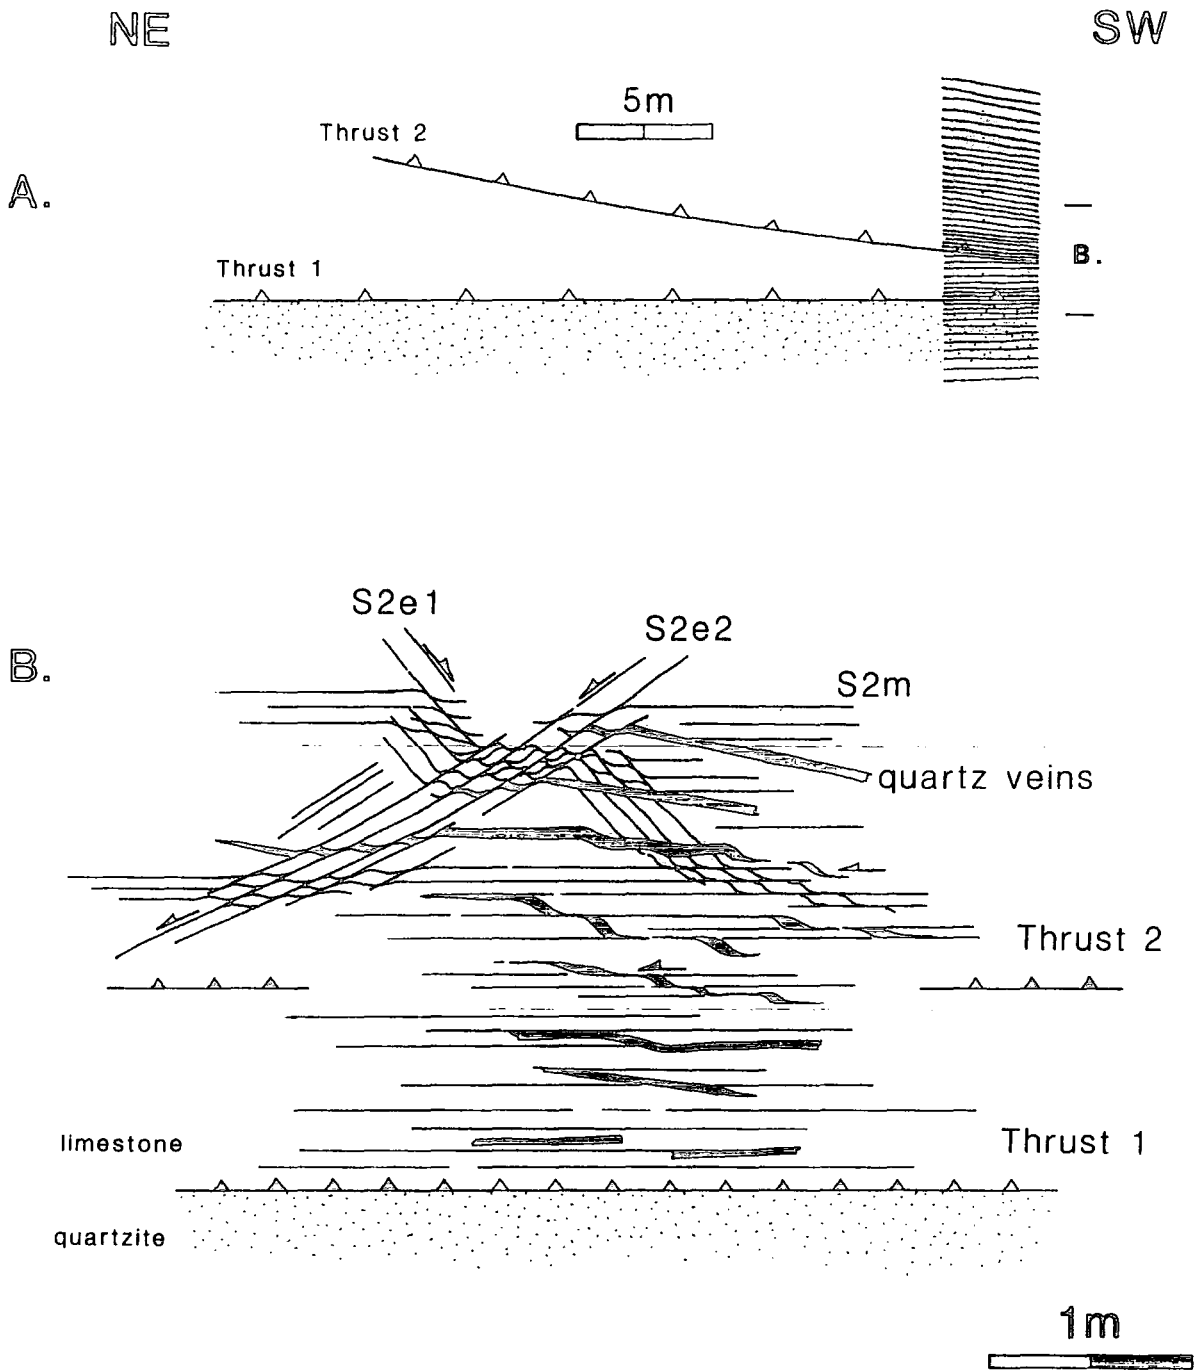 NE
SW
5m
Thrust 2
A.
B.
Thrust 1
S2e1
S2e2
B.
S2m
quartz veins
Thrust 2
limestone
Thrust 1
quartzite
1m